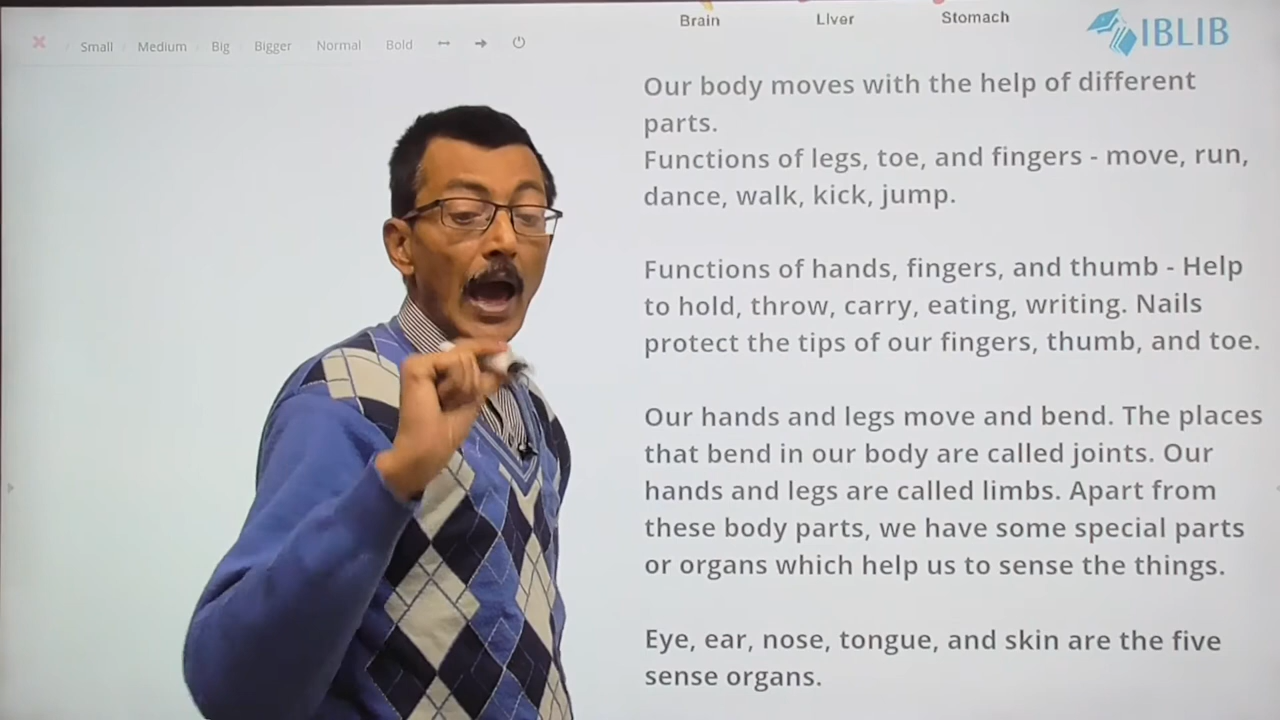 Brain Liver Stomach
IBLIB
Small Medium Big Bigger Normal Bold
Our body moves with the help of different
parts.
Functions of legs, toe, and fingers - move, run,
dance, walk, kick, jump.
Functions of hands, fingers, and thumb - Help
to hold, throw, carry, eating, writing. Nails
protect the tips of our fingers, thumb, and toe.
Our hands and legs move and bend. The places
that bend in our body are called joints. Our
hands and legs are called limbs. Apart from
these body parts, we have some special parts
or organs which help us to sense the things.
Eye, ear, nose, tongue, and skin are the five
sense organs.